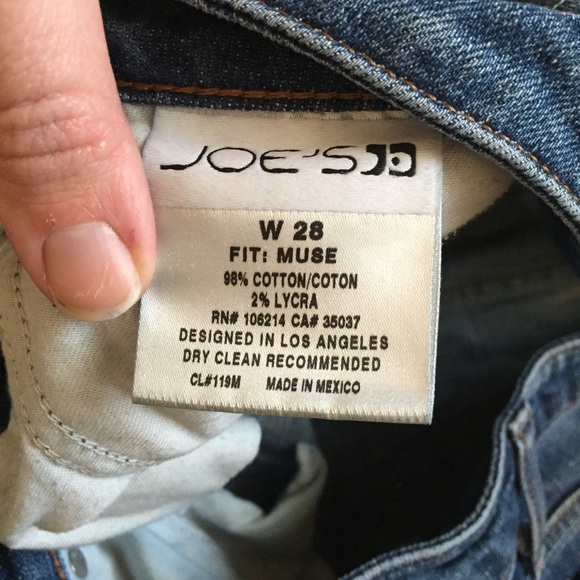 JOE'S
W 28
FIT: MUSE
98% COTTON/COTON
2% LYCRA
RN# 106214 CA# 35037
DESIGNED IN LOS ANGELES
DRY CLEAN RECOMMENDED
CL#119M MADE IN MEXICO